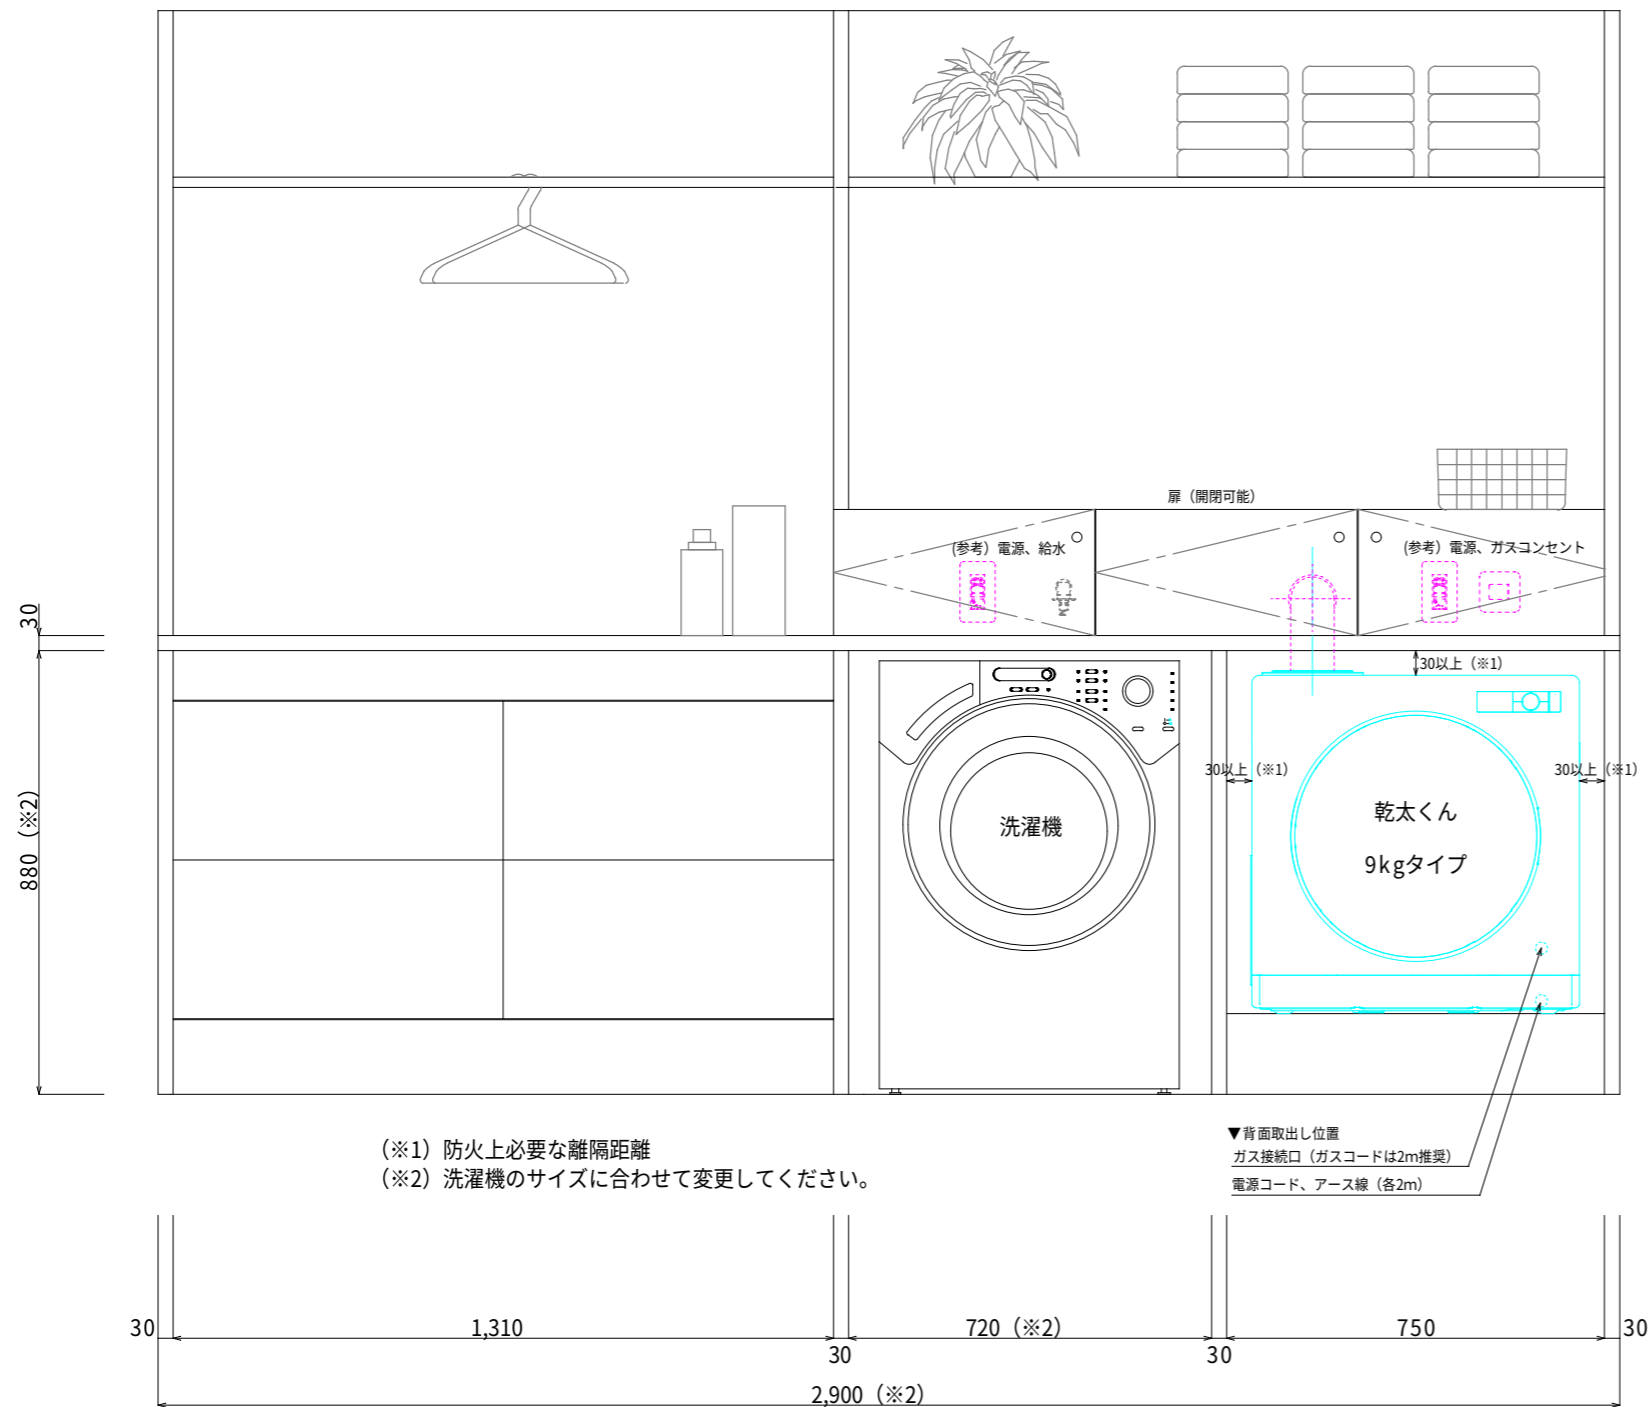 扉（開閉可能）
(参考）電源、給水
(参考）電源、ガスコンセント
30
30以上（※1）
30以上（※1）
30以上（※1）
880（※2）
洗濯機
乾太くん
9kgタイプ
（※1）防火上必要な離隔距離
（※2）洗濯機のサイズに合わせて変更してください。
▼背面取出し位置
ガス接続口（ガスコードは2m推奨）
電源コード、アース線（各2m）
30
1,310
30
720（※2）
30
750
30
2,900（※2）